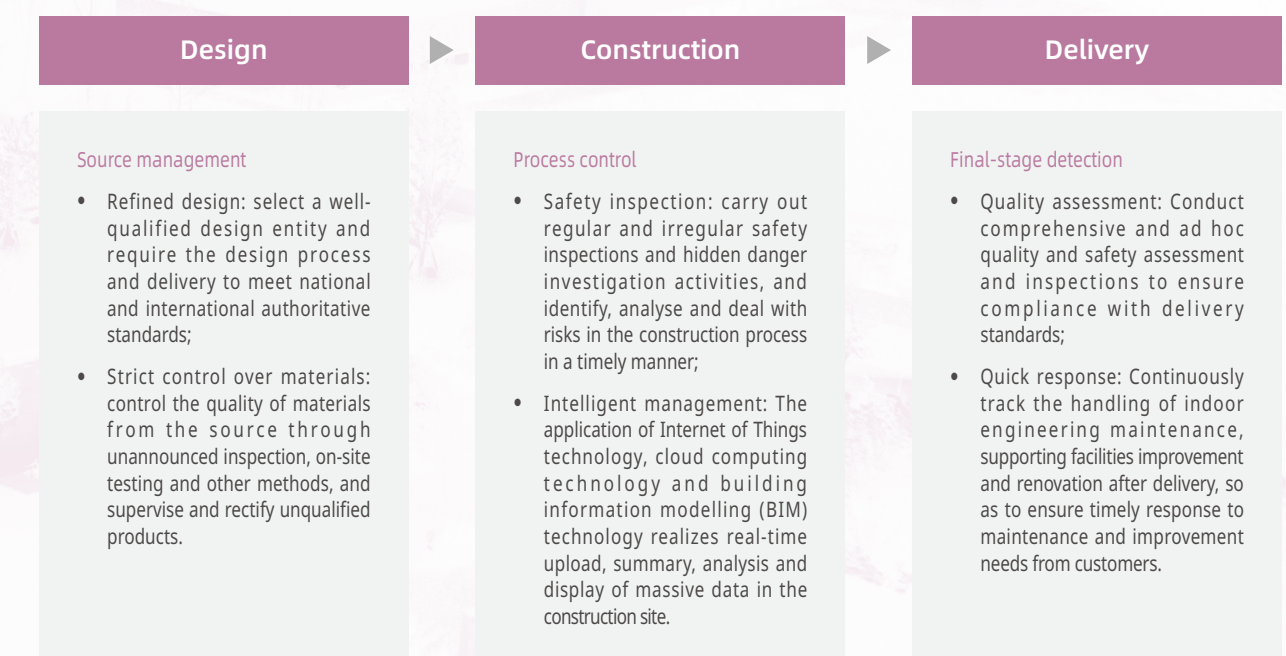 Design
Source management
• Refined design: select a well-
qualified design entity and
require the design process
and delivery to meet national
and international authoritative
standards;
• Strict control over materials:
control the quality of materials
from the source through
unannounced inspection, on-site
testing and other methods, and
supervise and rectify unqualified
products.
Construction
Process control
• Safety inspection: carry out
regular and irregular safety
inspections and hidden danger
investigation activities, and
identify, analyse and deal with
risks in the construction process
in a timely manner;
• Intelligent management: The
application of Internet of Things
technology, cloud computing
technology and building
information modelling (BIM)
technology realizes real-time
upload, summary, analysis and
display of massive data in the
construction site.
Delivery
Final-stage detection
• Quality assessment: Conduct
comprehensive and ad hoc
quality and safety assessment
and inspections to ensure
compliance with delivery
standards;
• Quick response: Continuously
track the handling of indoor
engineering maintenance,
supporting facilities improvement
and renovation after delivery, so
as to ensure timely response to
maintenance and improvement
needs from customers.